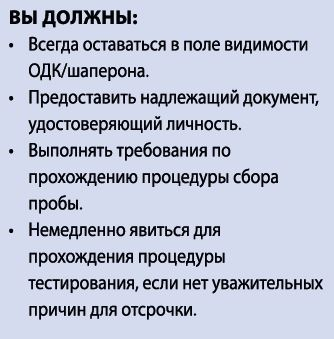 ВЫ ДОЛЖНЫ:
• Всегда оставаться в поле видимости
ОДК/шаперона.
• Предоставить надлежащий документ,
удостоверяющий личность.
• Выполнять требования по
прохождению процедуры сбора
пробы.
• Немедленно явиться для
прохождения процедуры
тестирования, если нет уважительных
причин для отсрочки.